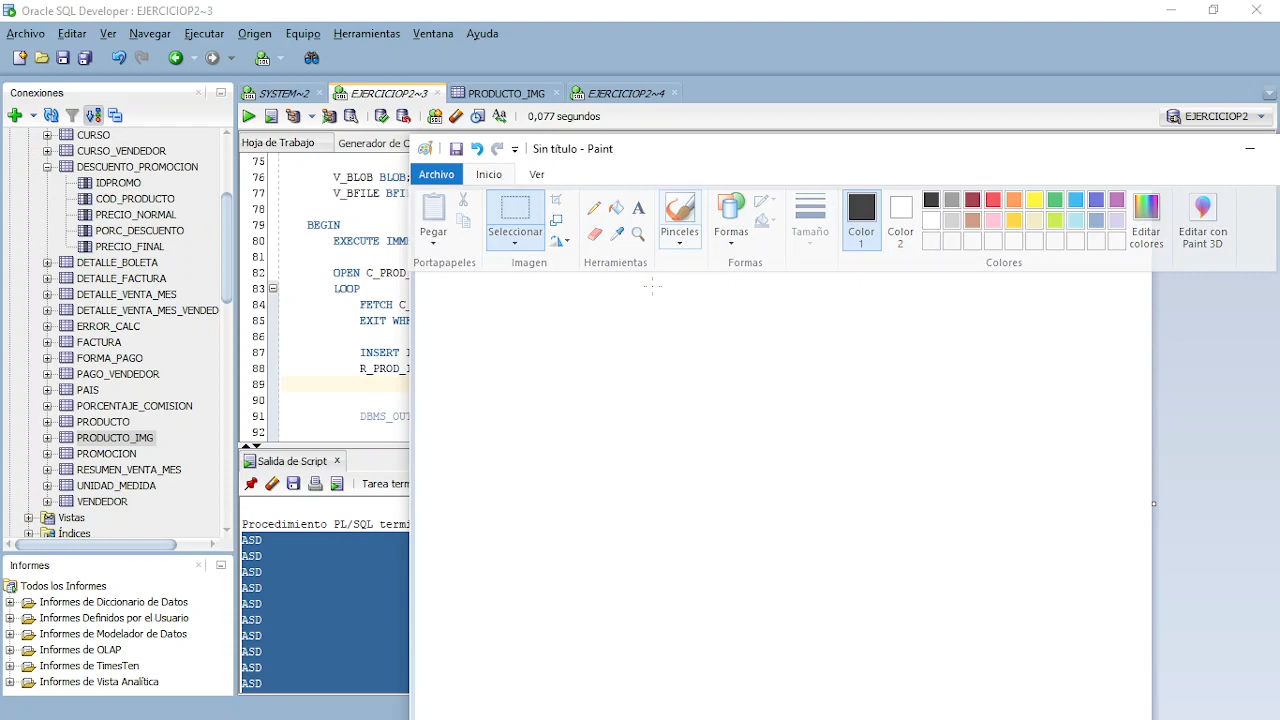 Oracle SQL Developer : EJERCICIOP2~3
Archivo Editar Ver Navegar Ejecutar Origen Equipo Herramientas Ventana Ayuda
Conexiones
CURSO
CURSO_VENDEDOR
DESCUENTO_PROMOCION
IDPROMO
COD_PRODUCTO
PRECIO_NORMAL
PORC_DESCUENTO
PRECIO_FINAL
DETALLE_BOLETA
DETALLE_FACTURA
DETALLE_VENTA_MES
DETALLE_VENTA_MES_VENDED
ERROR_CALC
FACTURA
FORMA_PAGO
PAGO_VENDEDOR
PAIS
PORCENTAJE_COMISION
PRODUCTO
PRODUCTO_IMG
PROMOCION
RESUMEN_VENTA_MES
UNIDAD_MEDIDA
VENDEDOR
Vistas
Índices
Informes
Todos los Informes
Informes de Diccionario de Datos
Informes Definidos por el Usuario
Informes de Modelador de Datos
Informes de OLAP
Informes de TimesTen
Informes de Vista Analítica
SYSTEM~2 EJERCICIOP2~3 PRODUCTO_IMG EJERCICIOP2~4
0,077 segundos EJERCICIOP2
Hoja de Trabajo Generador de C
75
76 V_BLOB BLOB;
77 V_BFILE BFI
78
79 BEGIN
80 EXECUTE IMM
81
82 OPEN C_PROD
83 LOOP
84 FETCH C_
85 EXIT WHE
86
87 INSERT I
88 R_PROD_I
89
90
91 DBMS_OUT
92
Salida de Script
Tarea term
Procedimiento PL/SQL termi
ASD
ASD
ASD
ASD
ASD
ASD
ASD
ASD
ASD
ASD
Sin título - Paint
Archivo Inicio Ver
Pegar Seleccionar Pinceles Formas Tamaño Color 1 Color 2 Editar colores Editar con Paint 3D
Portapapeles Imagen Herramientas Formas Colores